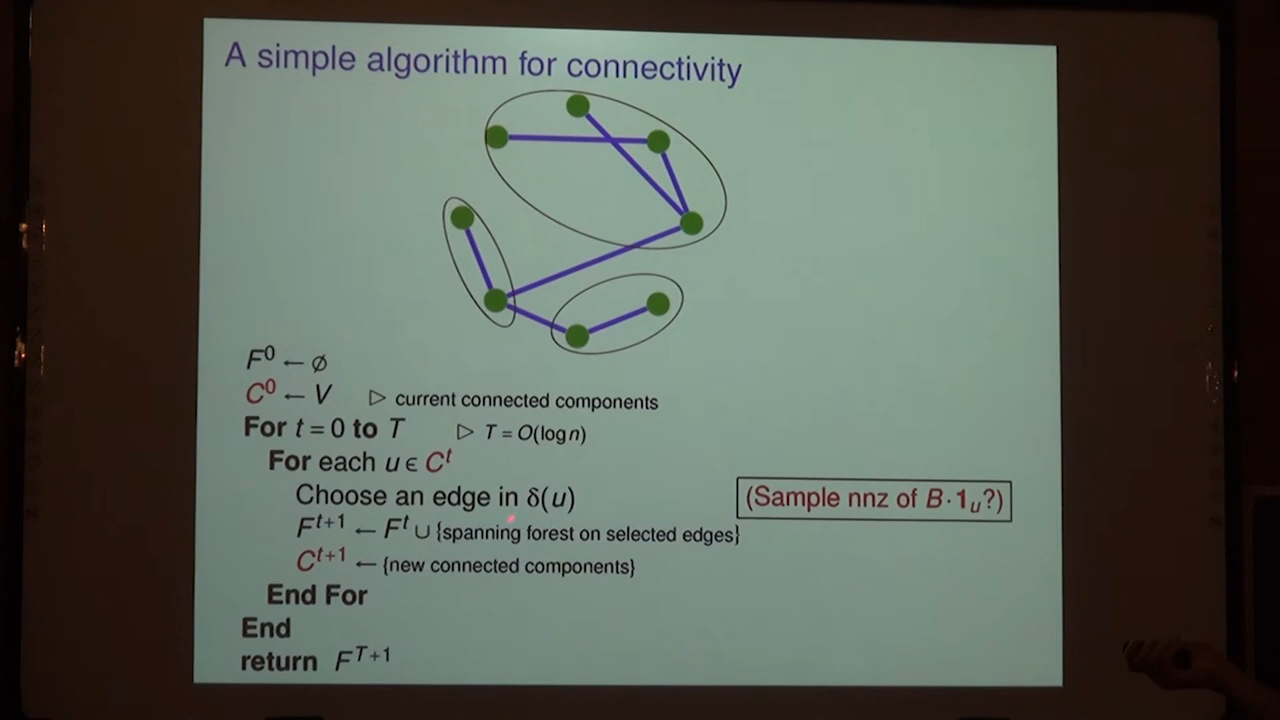 A simple algorithm for connectivity
F⁰ ← ∅
C⁰ ← V ▷ current connected components
For t = 0 to T ▷ T = O(log n)
For each u ∈ Cᵗ
Choose an edge in δ(u) (Sample nnz of B · 1ᵤ?)
Fᵗ⁺¹ ← Fᵗ ∪ {spanning forest on selected edges}
Cᵗ⁺¹ ← {new connected components}
End For
End
return Fᵀ⁺¹